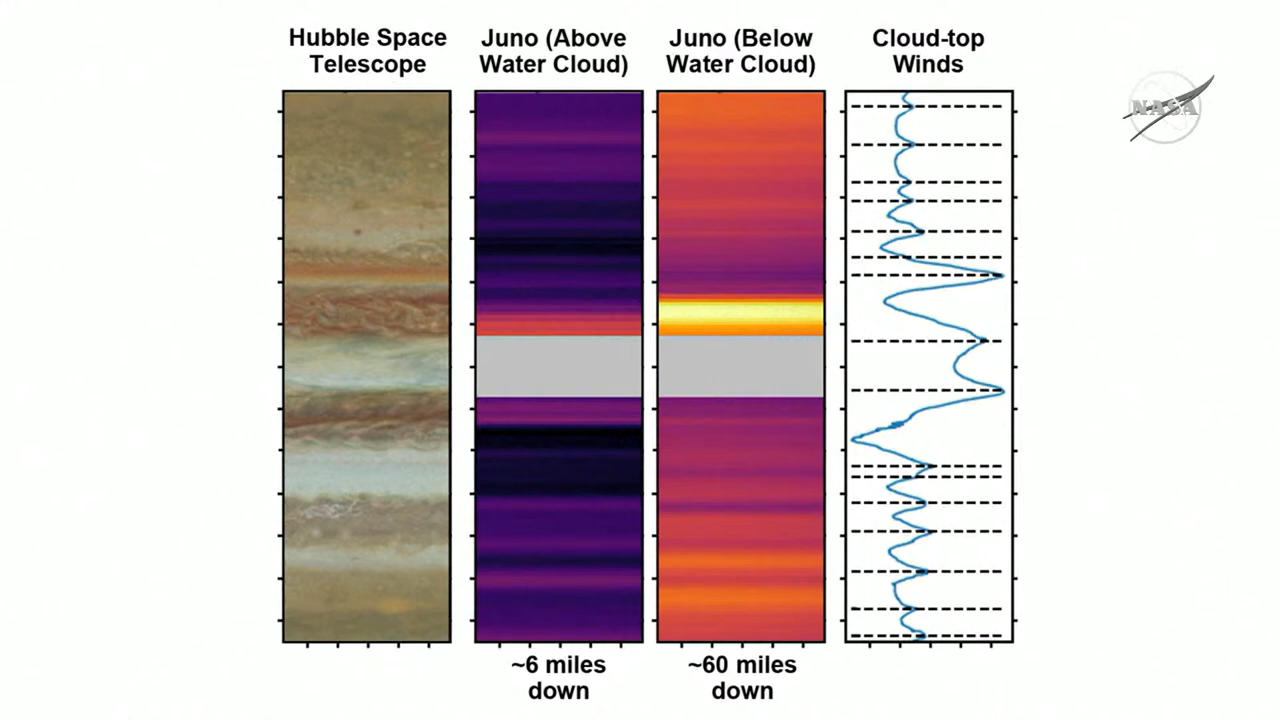 Hubble Space
Telescope
Juno (Above
Water Cloud)
Juno (Below
Water Cloud)
Cloud-top
Winds
NASA
~6 miles
down
~60 miles
down